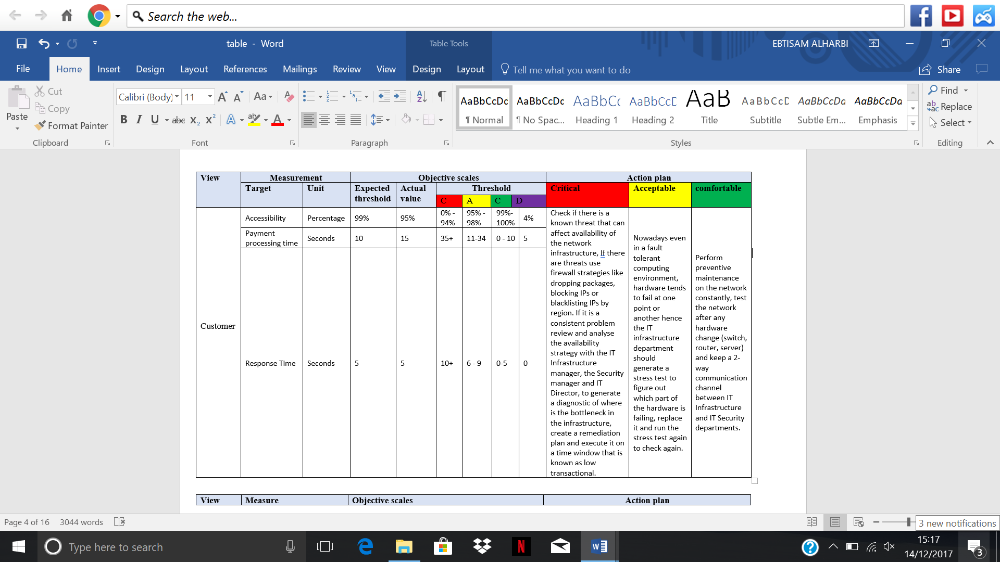 Search the web...
table - Word
Table Tools
EBTISAM ALHARBI
File
Home
Insert
Design
Layout
References
Mailings
Review
View
Design
Layout
Tell me what you want to do
Share
Paste
Cut
Copy
Format Painter
Clipboard
Calibri (Body)
11
Aa
B I U abc X₂ X² A ab A
Font
Paragraph
AaBbCcDc
¶ Normal
AaBbCcDc
¶ No Spac...
AaBbCc
Heading 1
AaBbCcC
Heading 2
AaB
Title
AaBbCcC
Subtitle
AaBbCcDa
Subtle Em...
AaBbCcDa
Emphasis
Styles
Find
Replace
Select
Editing
View
Measurement
Objective scales
Action plan
Target
Unit
Expected
threshold
Actual
value
Threshold
C
A
C
D
Critical
Acceptable
comfortable
Customer
Accessibility
Percentage
99%
95%
0% -
94%
95% -
98%
99%-
100%
4%
Payment
processing time
Seconds
10
15
35+
11-34
0 - 10
5
Response Time
Seconds
5
5
10+
6 - 9
0-5
0
Check if there is a
known threat that can
affect availability of
the network
infrastructure, If there
are threats use
firewall strategies like
dropping packages,
blocking IPs or
blacklisting IPs by
region. If it is a
consistent problem
review and analyse
the availability
strategy with the IT
Infrastructure
manager, the Security
manager and IT
Director, to generate
a diagnostic of where
is the bottleneck in
the infrastructure,
create a remediation
plan and execute it on
a time window that is
known as low
transactional.
Nowadays even
in a fault
tolerant
computing
environment,
hardware tends
to fail at one
point or
another hence
the IT
infrastructure
department
should
generate a
stress test to
figure out
which part of
the hardware is
failing, replace
it and run the
stress test again
to check again.
Perform
preventive
maintenance
on the network
constantly, test
the network
after any
hardware
change (switch,
router, server)
and keep a 2-
way
communication
channel
between IT
Infrastructure
and IT Security
departments.
View
Measure
Objective scales
Action plan
Page 4 of 16
3044 words
3 new notifications
Type here to search
15:17
14/12/2017
3